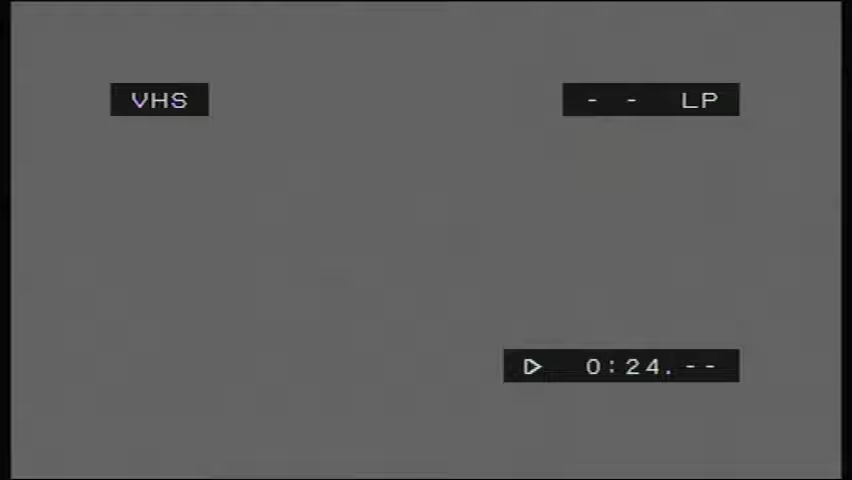 VHS
- - LP
▷ 0:24.--